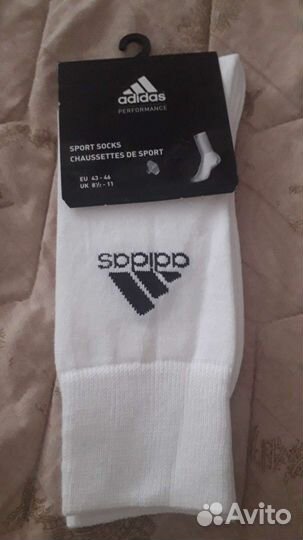 adidas
PERFORMANCE
SPORT SOCKS
CHAUSSETTES DE SPORT
EU 43 - 46
UK 8½ - 11
adidas
Avito